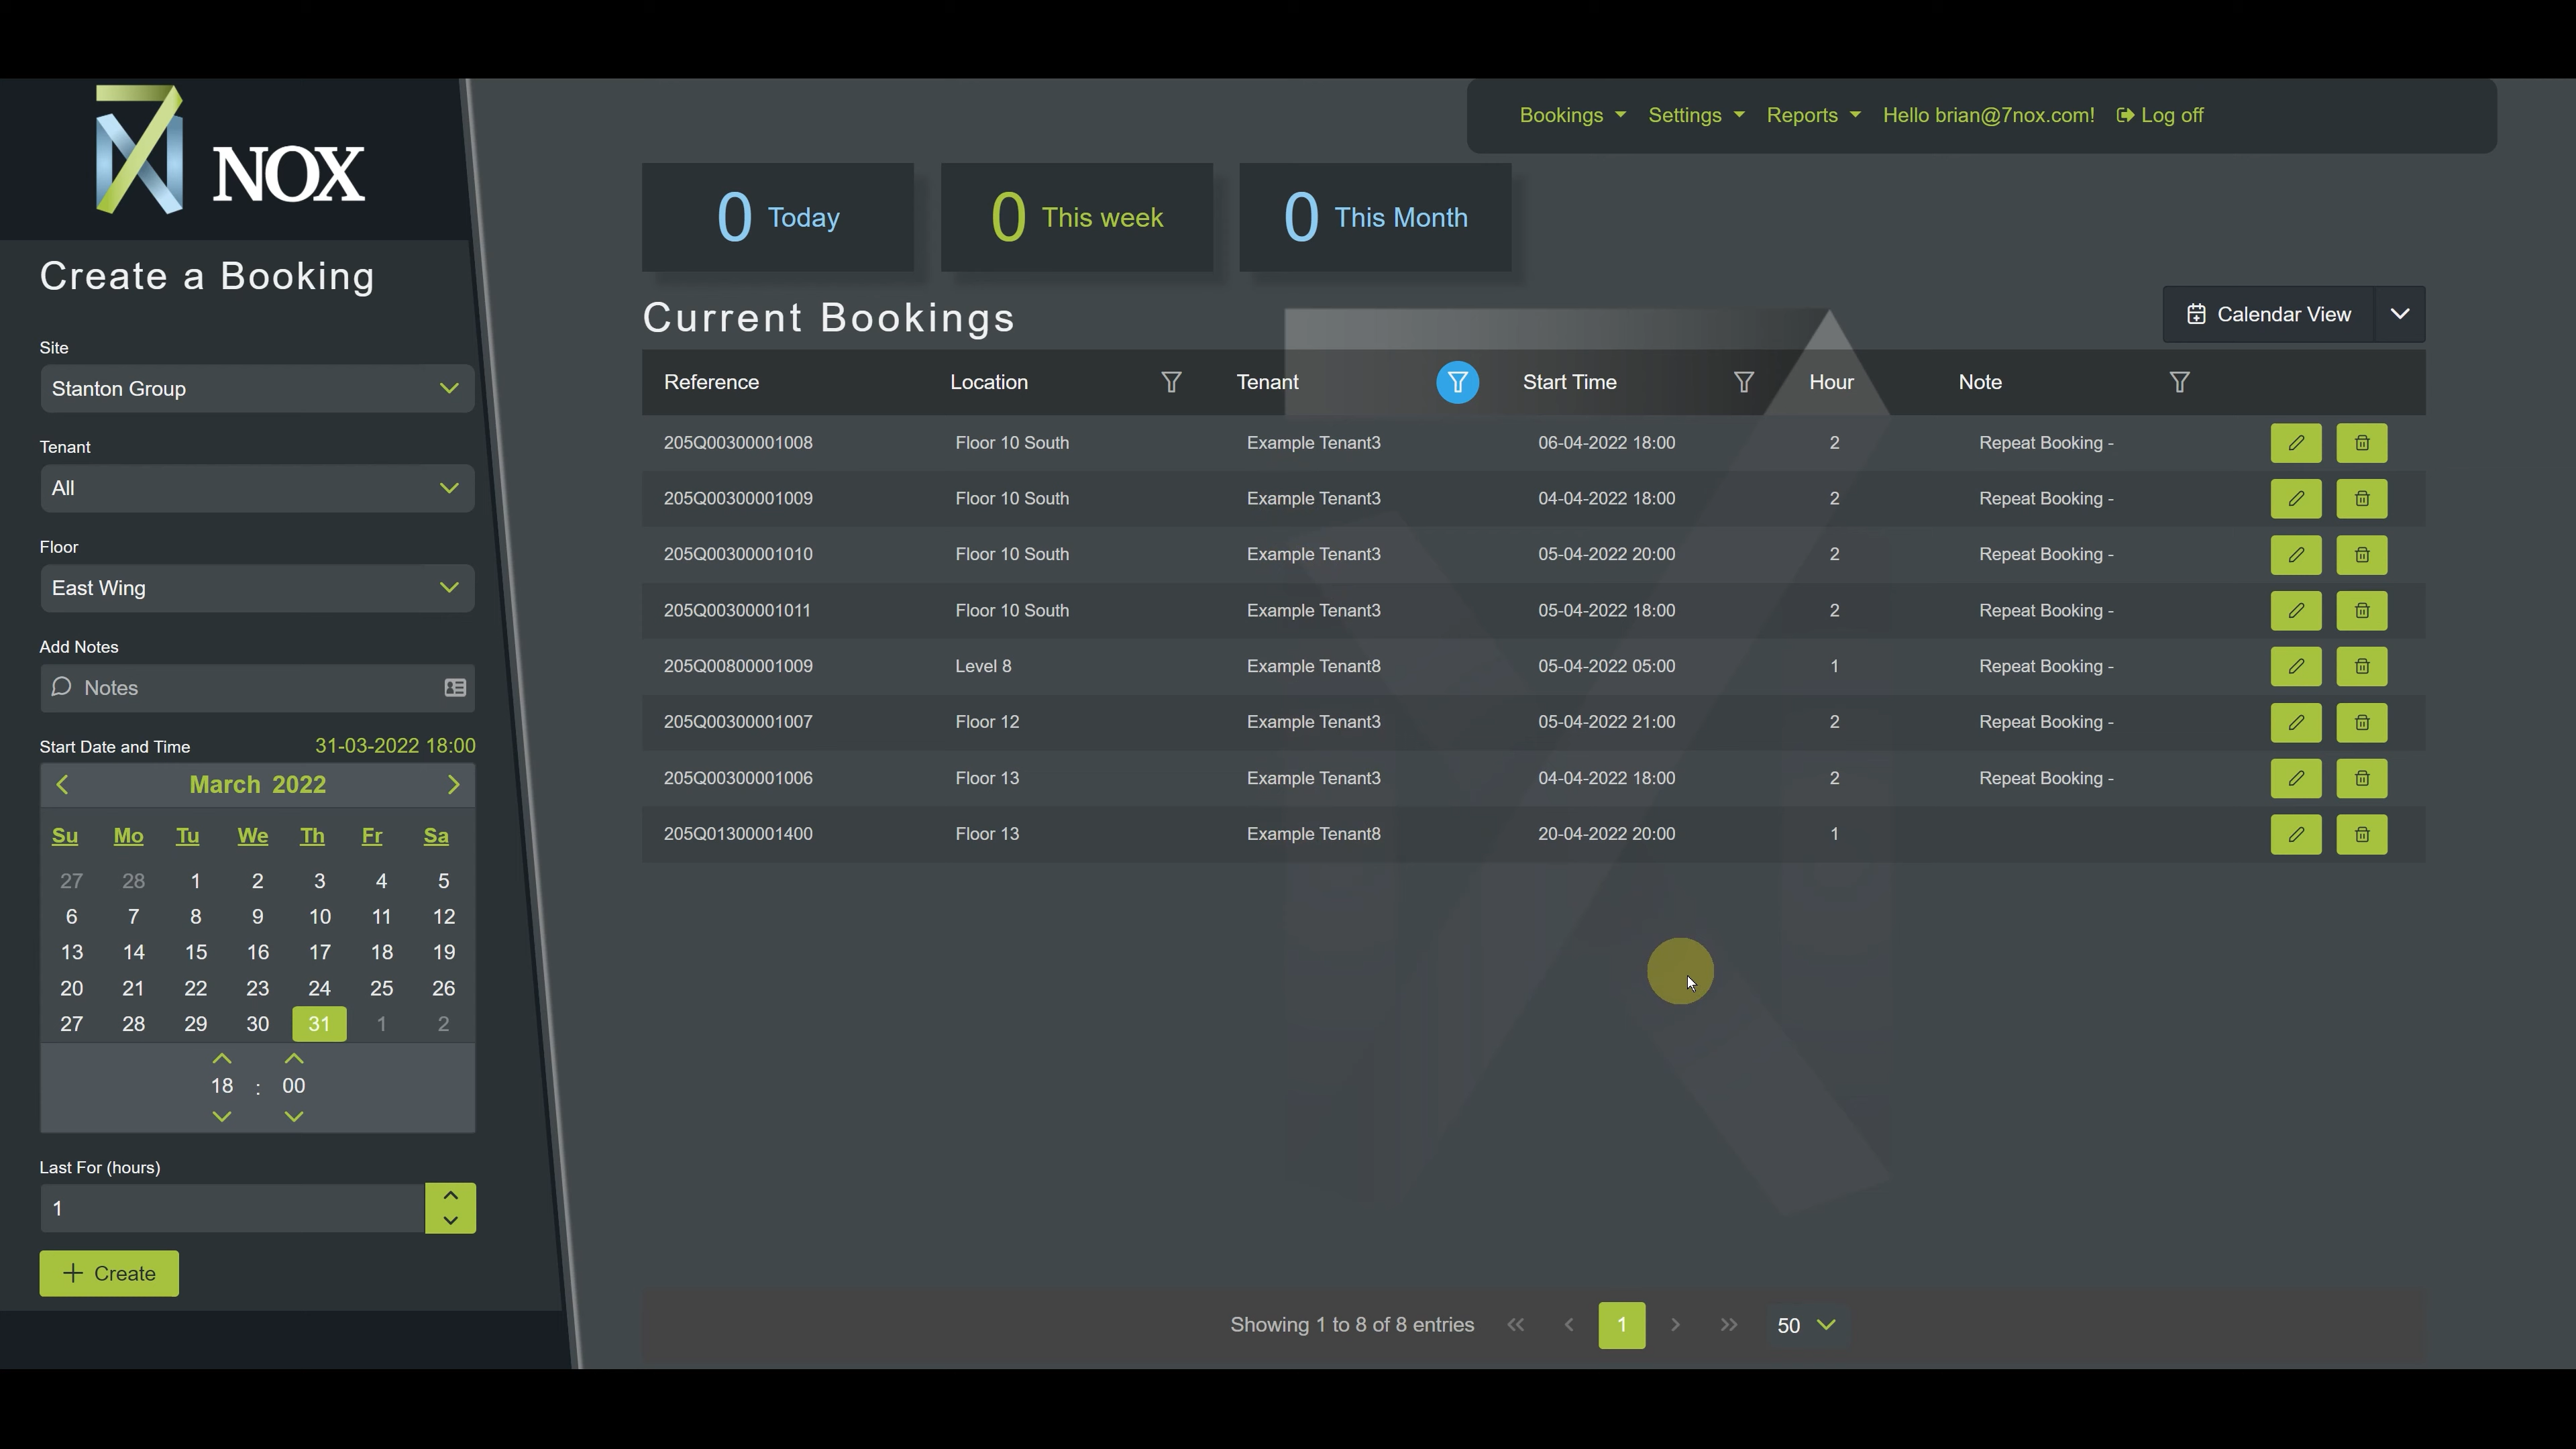 NOX
Bookings Settings Reports Hello brian@7nox.com! Log off
0 Today
0 This week
0 This Month
Create a Booking
Site
Stanton Group
Tenant
All
Floor
East Wing
Add Notes
Notes
Start Date and Time 31-03-2022 18:00
March 2022
Su Mo Tu We Th Fr Sa
27 28 1 2 3 4 5
6 7 8 9 10 11 12
13 14 15 16 17 18 19
20 21 22 23 24 25 26
27 28 29 30 31 1 2
18 : 00
Last For (hours)
1
Create
Current Bookings
Calendar View
Reference Location Tenant Start Time Hour Note
205Q00300001008 Floor 10 South Example Tenant3 06-04-2022 18:00 2 Repeat Booking -
205Q00300001009 Floor 10 South Example Tenant3 04-04-2022 18:00 2 Repeat Booking -
205Q00300001010 Floor 10 South Example Tenant3 05-04-2022 20:00 2 Repeat Booking -
205Q00300001011 Floor 10 South Example Tenant3 05-04-2022 18:00 2 Repeat Booking -
205Q00800001009 Level 8 Example Tenant8 05-04-2022 05:00 1 Repeat Booking -
205Q00300001007 Floor 12 Example Tenant3 05-04-2022 21:00 2 Repeat Booking -
205Q00300001006 Floor 13 Example Tenant3 04-04-2022 18:00 2 Repeat Booking -
205Q01300001400 Floor 13 Example Tenant8 20-04-2022 20:00 1
Showing 1 to 8 of 8 entries 1 50